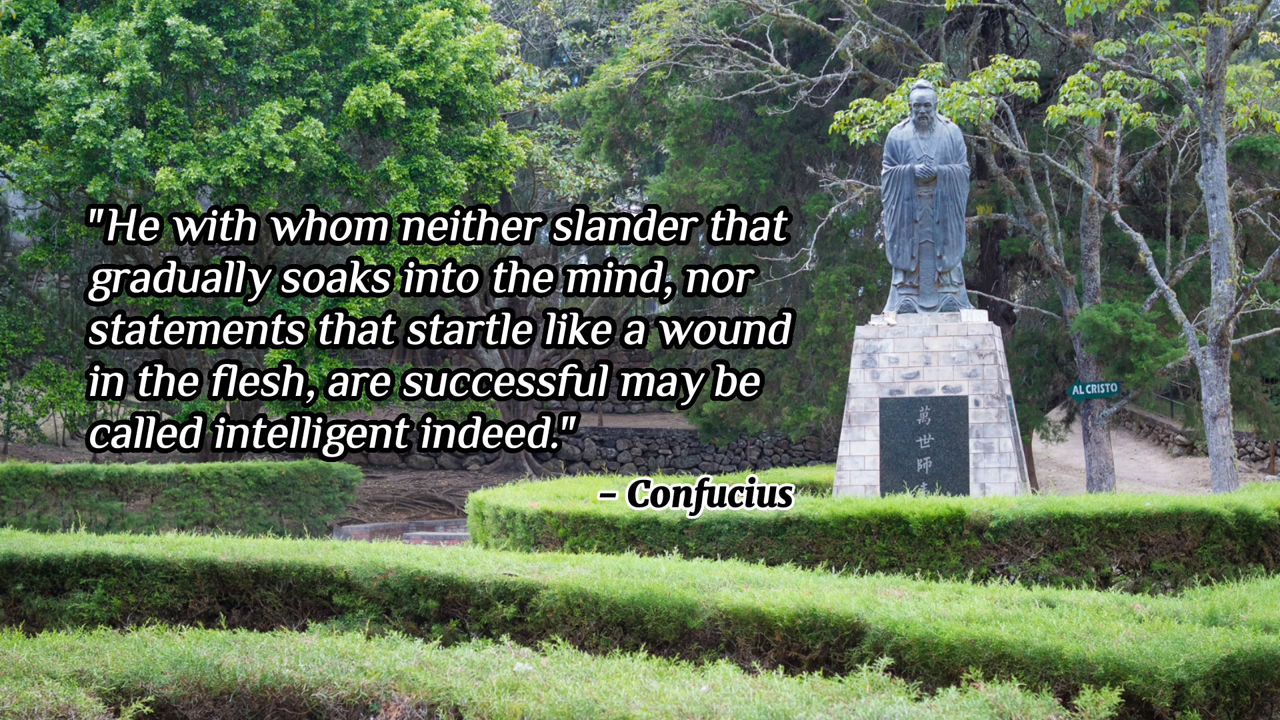 "He with whom neither slander that
gradually soaks into the mind, nor
statements that startle like a wound
in the flesh, are successful may be
called intelligent indeed."
– Confucius
AL CRISTO
萬
世
師